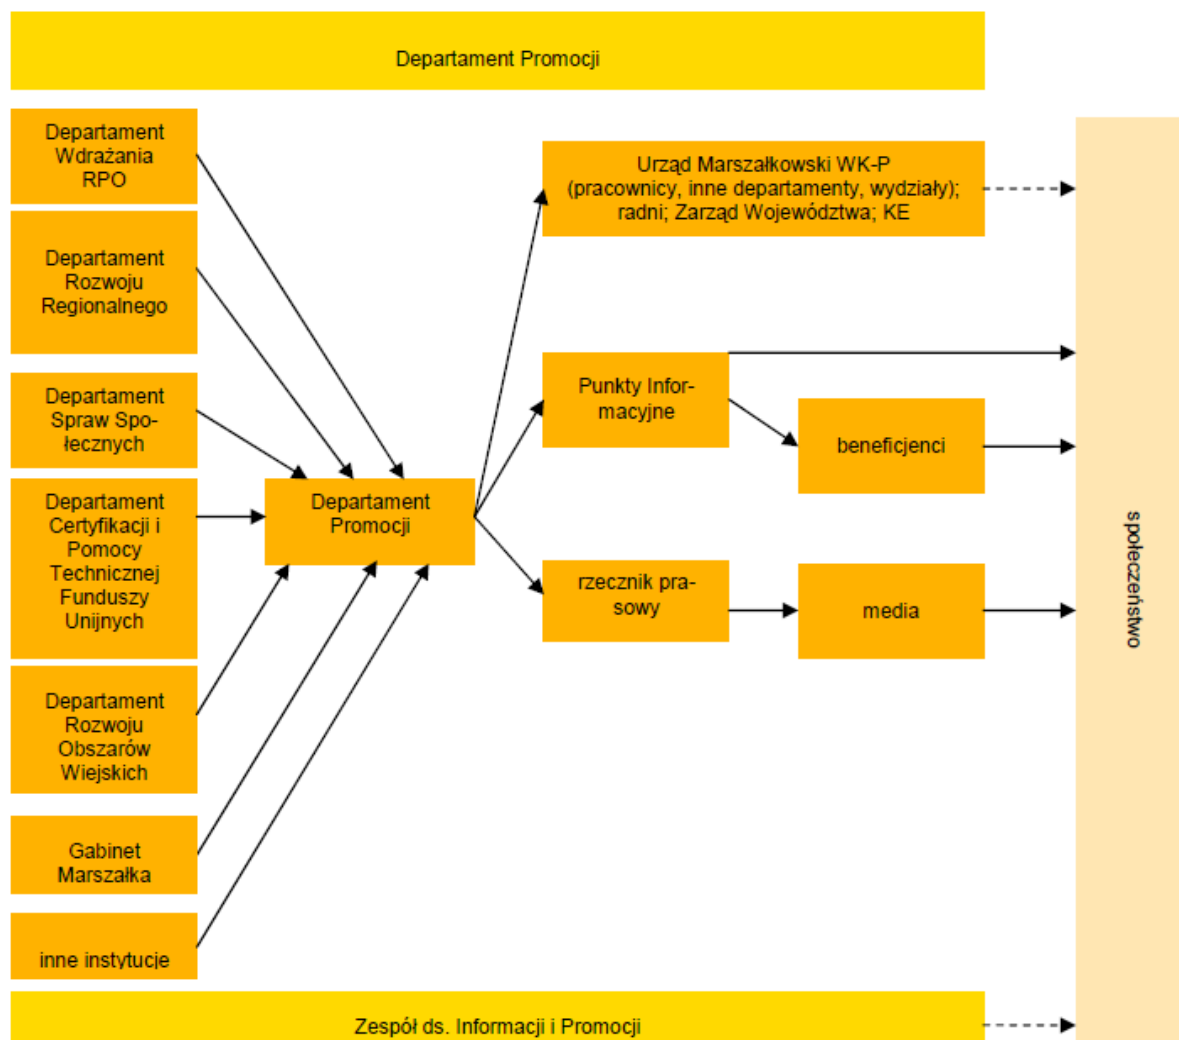 Departament Promocji
Departament
Wdrażania
RPO
Departament
Rozwoju
Regionalnego
Departament
Spraw Spo-
łecznych
Departament
Certyfikacji i
Pomocy
Technicznej
Funduszy
Unijnych
Departament
Rozwoju
Obszarów
Wiejskich
Gabinet
Marszałka
inne instytucje
Departament
Promocji
Urząd Marszałkowski WK-P
(pracownicy, inne departamenty, wydziały);
radni; Zarząd Województwa; KE
Punkty Infor-
macyjne
beneficjenci
rzecznik pra-
sowy
media
społeczeństwo
Zespół ds. Informacji i Promocji